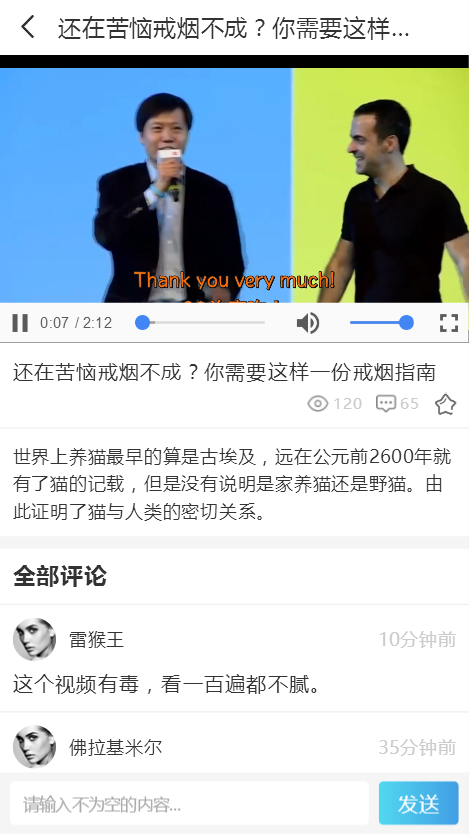 还在苦恼戒烟不成？你需要这样...
Thank you very much!
0:07 / 2:12
还在苦恼戒烟不成？你需要这样一份戒烟指南
120 65
世界上养猫最早的算是古埃及，远在公元前2600年就
有了猫的记载，但是没有说明是家养猫还是野猫。由
此证明了猫与人类的密切关系。
全部评论
雷猴王 10分钟前
这个视频有毒，看一百遍都不腻。
佛拉基米尔 35分钟前
请输入不为空的内容... 发送